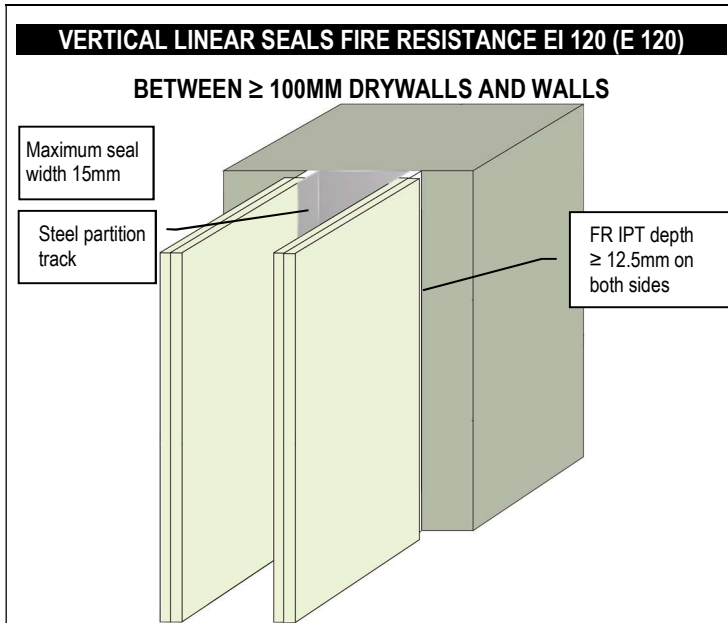 VERTICAL LINEAR SEALS FIRE RESISTANCE EI 120 (E 120)
BETWEEN ≥ 100MM DRYWALLS AND WALLS
Maximum seal
width 15mm
Steel partition
track
FR IPT depth
≥ 12.5mm on
both sides